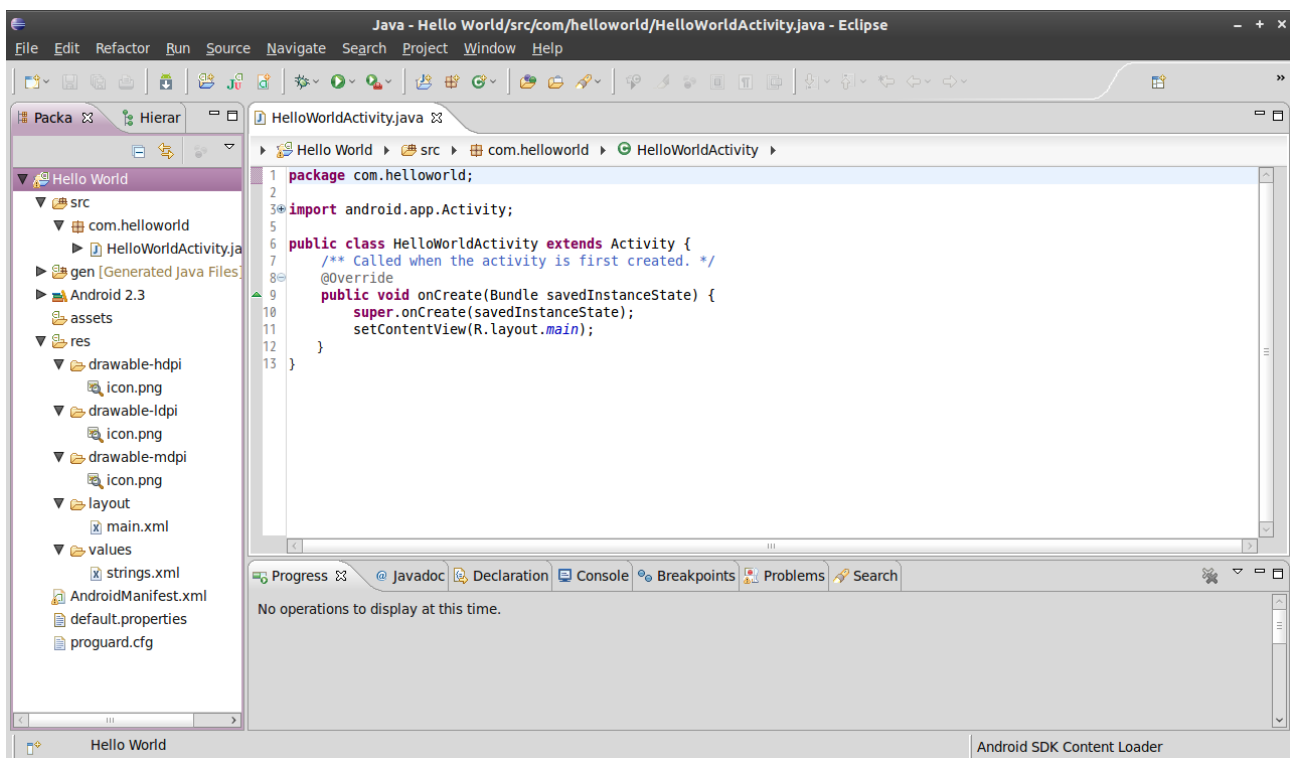 Java - Hello World/src/com/helloworld/HelloWorldActivity.java - Eclipse
File Edit Refactor Run Source Navigate Search Project Window Help
Packa Hierar
Hello World
src
com.helloworld
HelloWorldActivity.ja
gen [Generated Java Files]
Android 2.3
assets
res
drawable-hdpi
icon.png
drawable-ldpi
icon.png
drawable-mdpi
icon.png
layout
main.xml
values
strings.xml
AndroidManifest.xml
default.properties
proguard.cfg
HelloWorldActivity.java
Hello World src com.helloworld HelloWorldActivity
1 package com.helloworld;
2
3 import android.app.Activity;
5
6 public class HelloWorldActivity extends Activity {
7 /** Called when the activity is first created. */
8 @Override
9 public void onCreate(Bundle savedInstanceState) {
10 super.onCreate(savedInstanceState);
11 setContentView(R.layout.main);
12 }
13 }
Progress @ Javadoc Declaration Console Breakpoints Problems Search
No operations to display at this time.
Hello World
Android SDK Content Loader